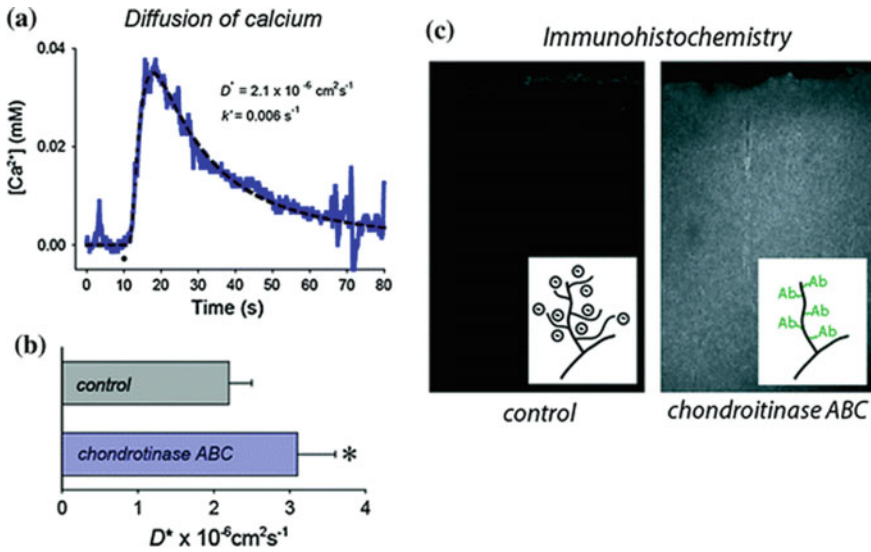 (a)
Diffusion of calcium
0.04
0.02
0.00
[Ca²⁺] (mM)
D* = 2.1 x 10⁻⁶ cm²s⁻¹
k' = 0.006 s⁻¹
0 10 20 30 40 50 60 70 80
Time (s)
(b)
control
chondrotinase ABC
*
0 1 2 3 4
D* x 10⁻⁶cm²s⁻¹
(c)
Immunohistochemistry
Ab Ab
Ab Ab
Ab Ab
control
chondroitinase ABC